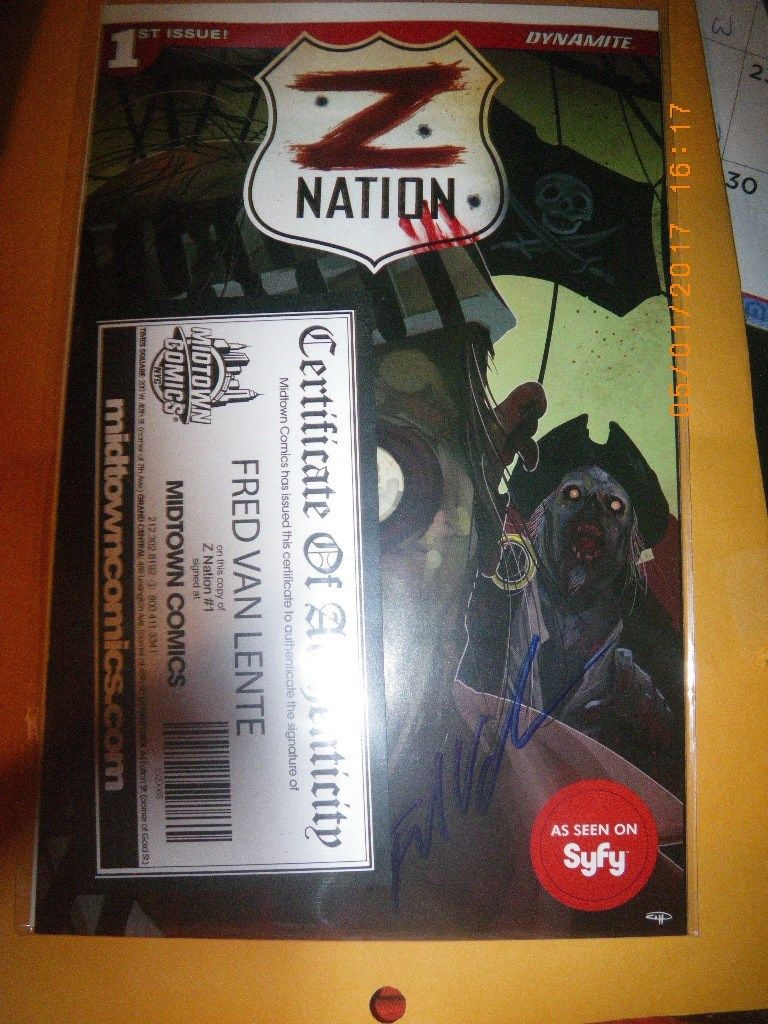 1ST ISSUE!
DYNAMITE
Z
NATION
Certificate Of A
nticity
Midtown Comics has issued this certificate to authenticate the signature of
FRED VAN LENTE
on this copy of
Z Nation #1
signed at
MIDTOWN COMICS
MIDTOWN
COMICS
NYC
midtowncomics.com
AS SEEN ON
Syfy
W
30
05/01/2017 16:17